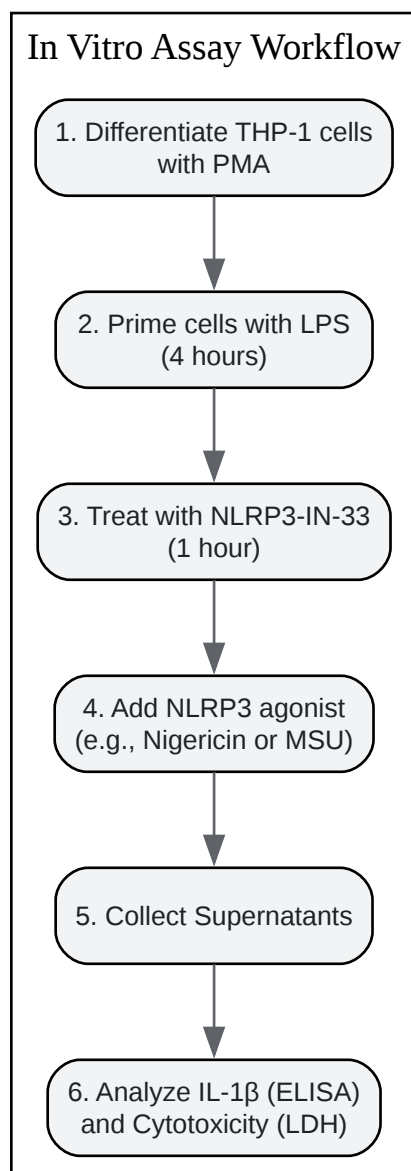 In Vitro Assay Workflow
1. Differentiate THP-1 cells
with PMA
2. Prime cells with LPS
(4 hours)
3. Treat with NLRP3-IN-33
(1 hour)
4. Add NLRP3 agonist
(e.g., Nigericin or MSU)
5. Collect Supernatants
6. Analyze IL-1β (ELISA)
and Cytotoxicity (LDH)